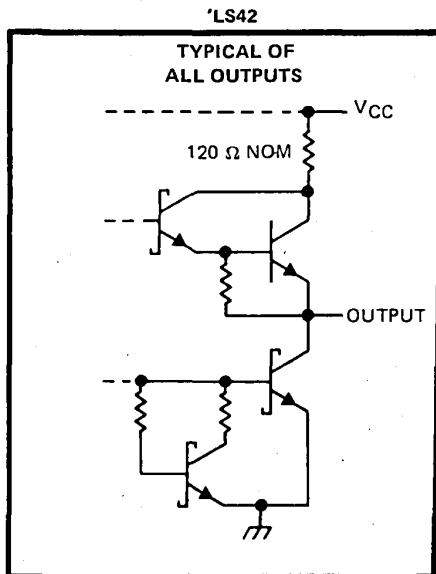 'LS42
TYPICAL OF
ALL OUTPUTS
VCC
120 Ω NOM
OUTPUT